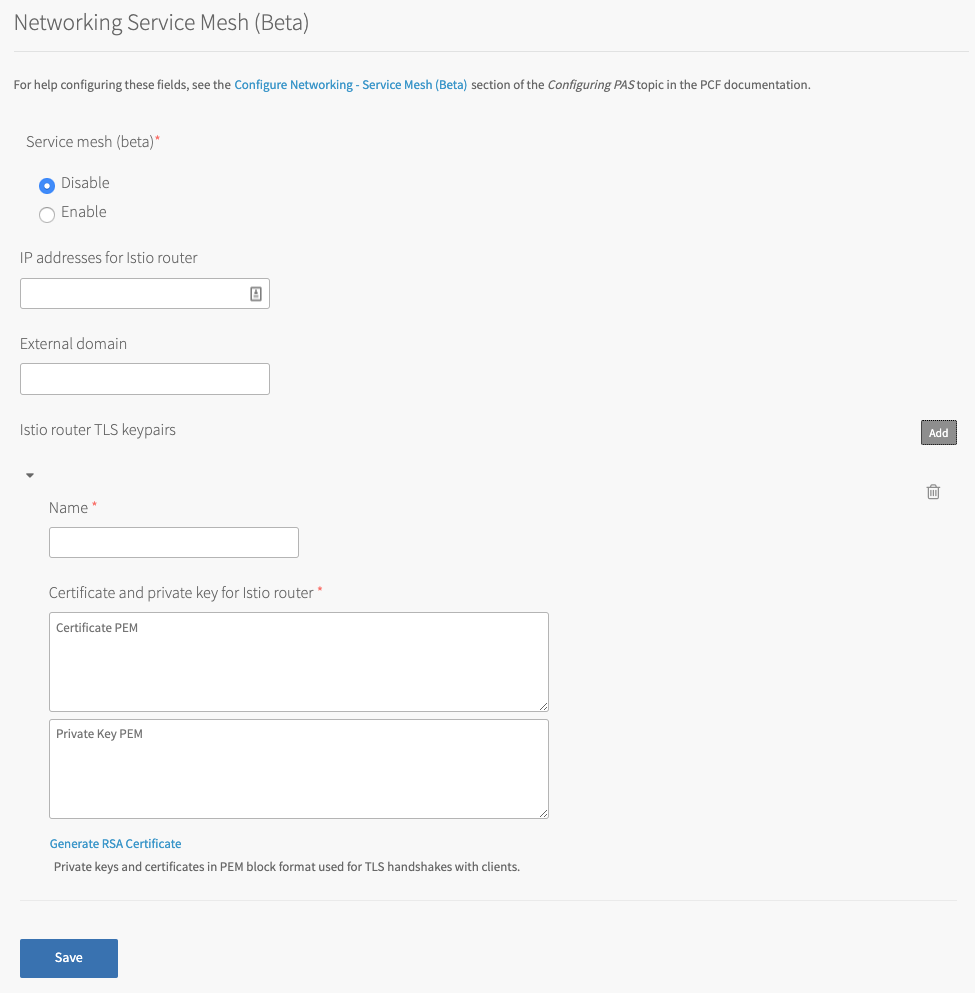 Networking Service Mesh (Beta)
For help configuring these fields, see the Configure Networking - Service Mesh (Beta) section of the Configuring PAS topic in the PCF documentation.
Service mesh (beta)*
Disable
Enable
IP addresses for Istio router
External domain
Istio router TLS keypairs
Add
Name *
Certificate and private key for Istio router *
Certificate PEM
Private Key PEM
Generate RSA Certificate
Private keys and certificates in PEM block format used for TLS handshakes with clients.
Save